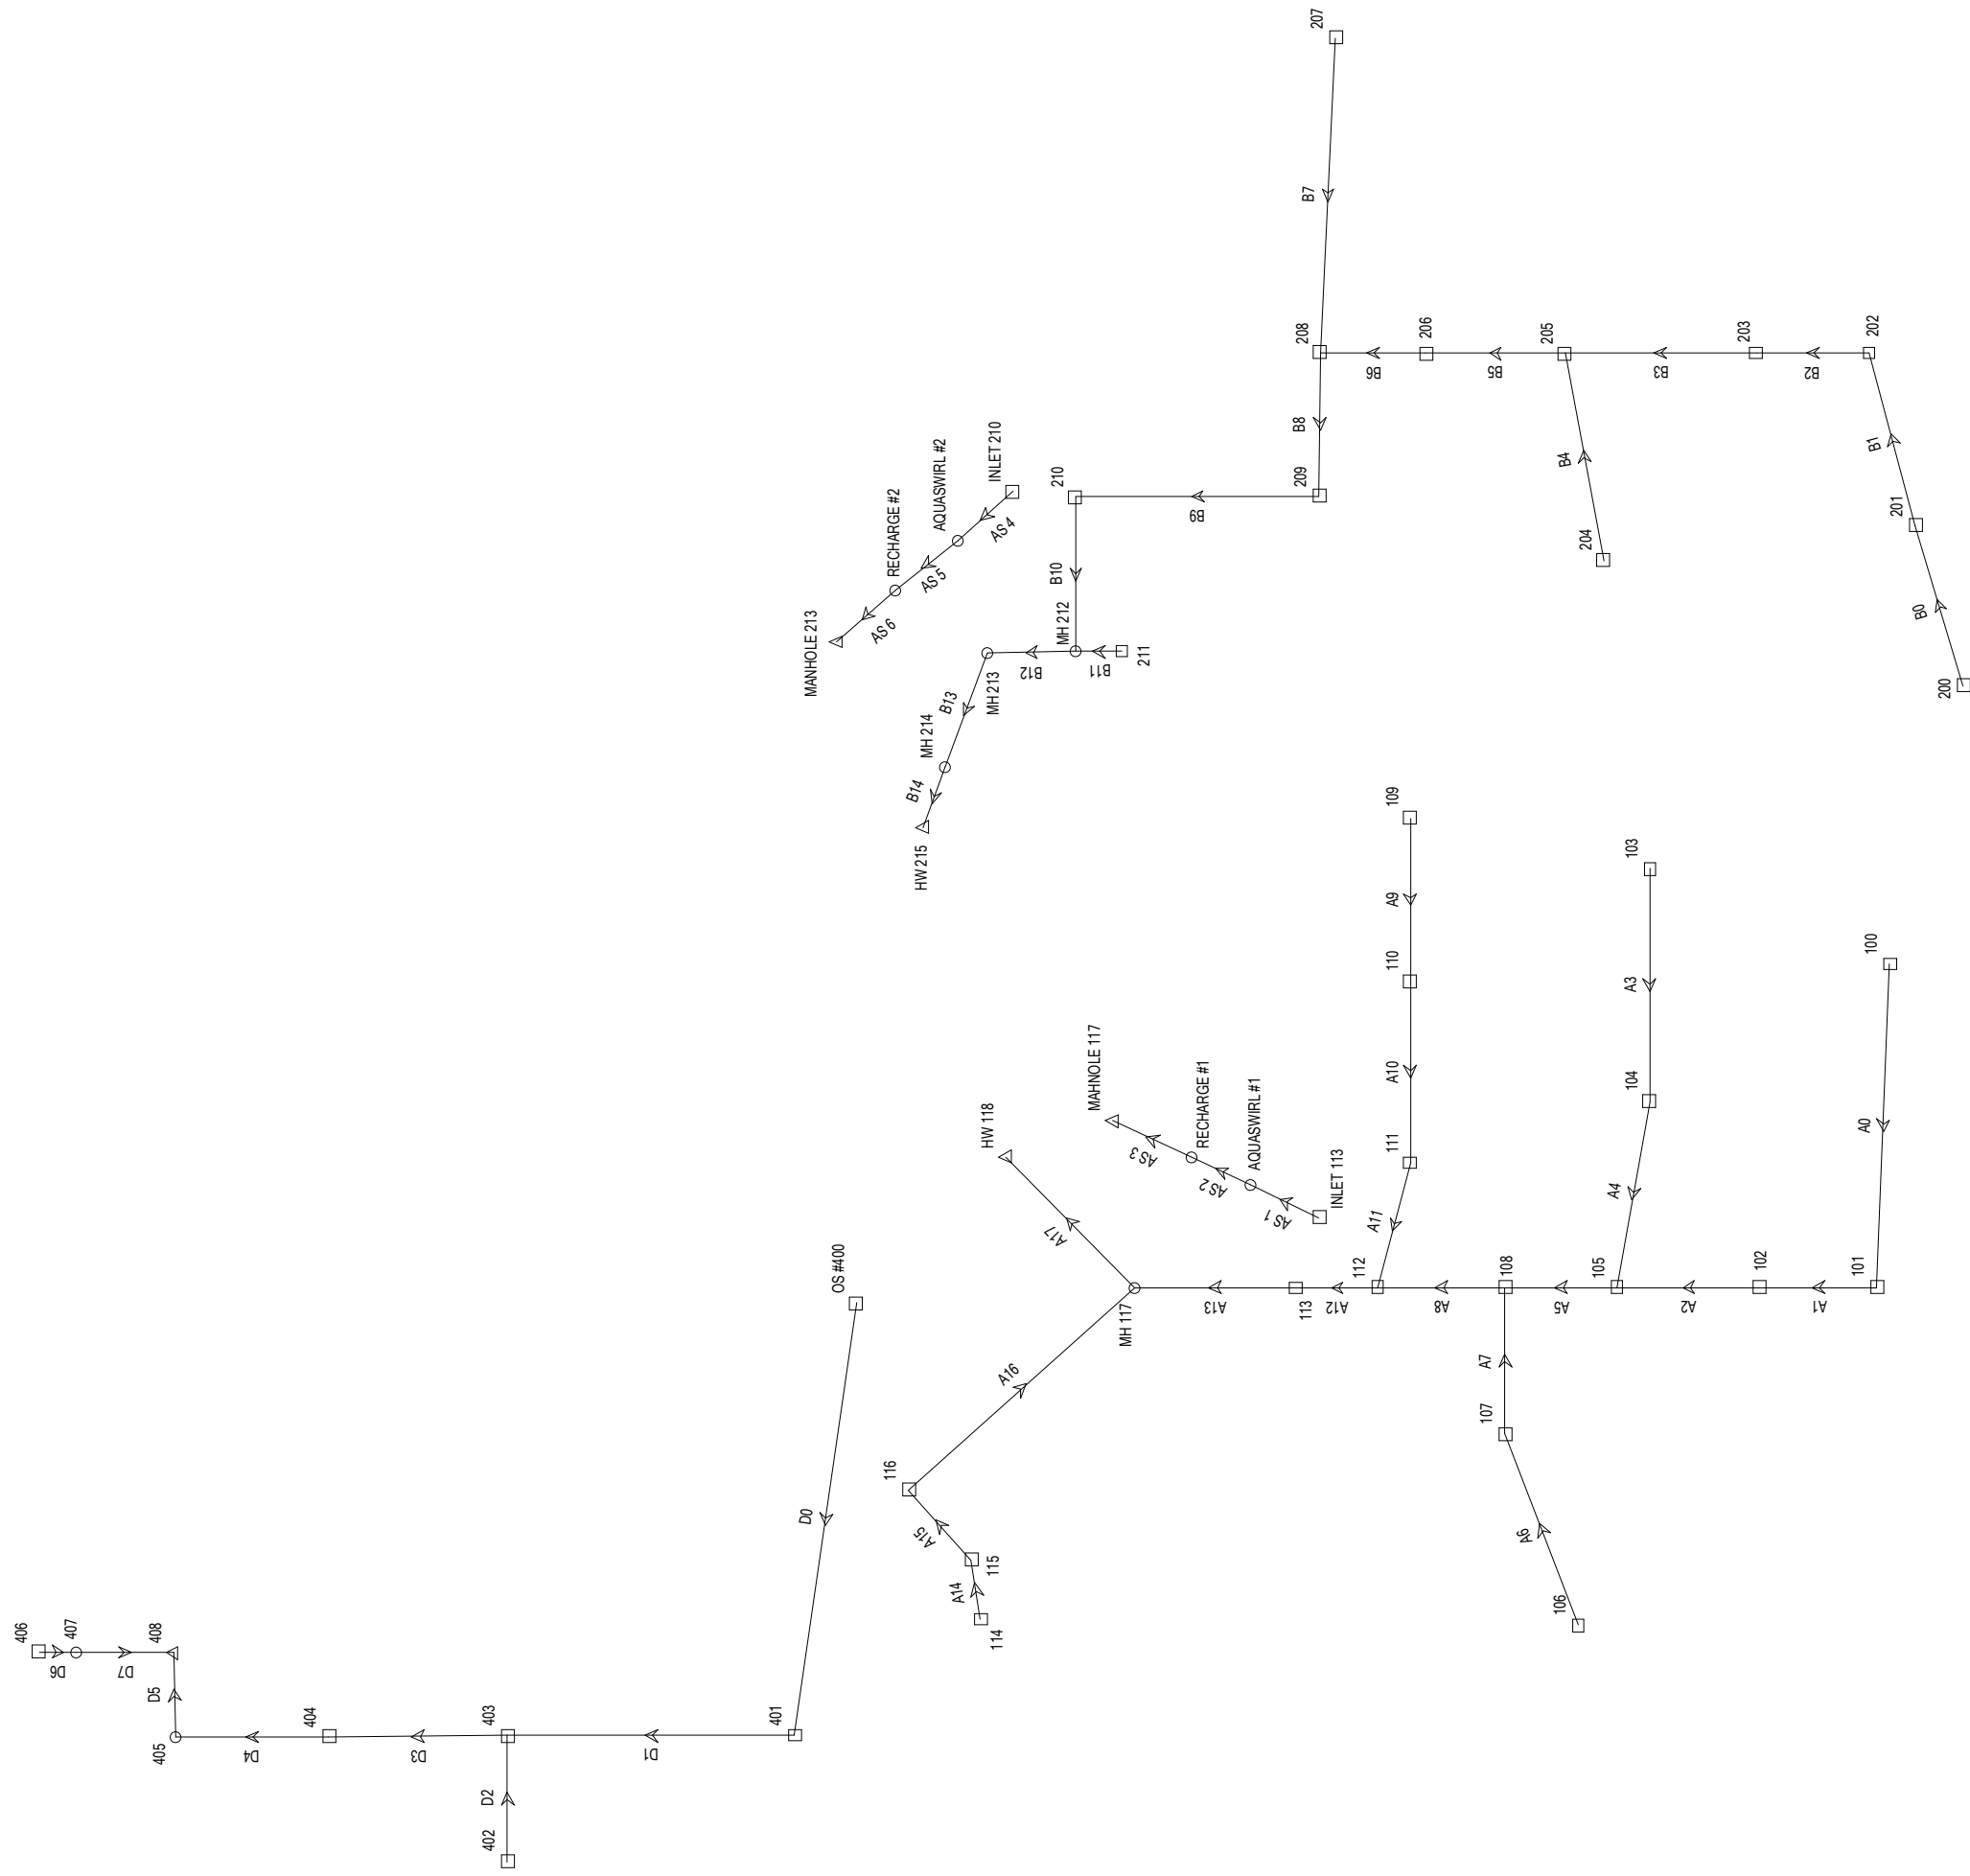 207
B7
208
206
205
203
202
B6
B5
B3
B2
B8
209
B4
204
B1
201
B0
200
210
B9
B10
MH 212
B11
211
B12
MH 213
B13
MH 214
B14
HW 215
INLET 210
AS 4
AQUASWIRL #2
AS 5
RECHARGE #2
AS 6
MANHOLE 213
109
A9
110
A10
111
A11
112
103
A3
104
A4
105
100
A0
101
A1
102
A2
A5
108
A7
107
A6
106
A8
A12
113
A13
MH 117
A17
HW 118
A16
116
A15
115
A14
114
INLET 113
AS 1
AQUASWIRL #1
AS 2
RECHARGE #1
AS 3
MAHNOLE 117
OS #400
D0
401
D1
403
D2
402
D3
404
D4
405
D5
408
D7
407
D6
406